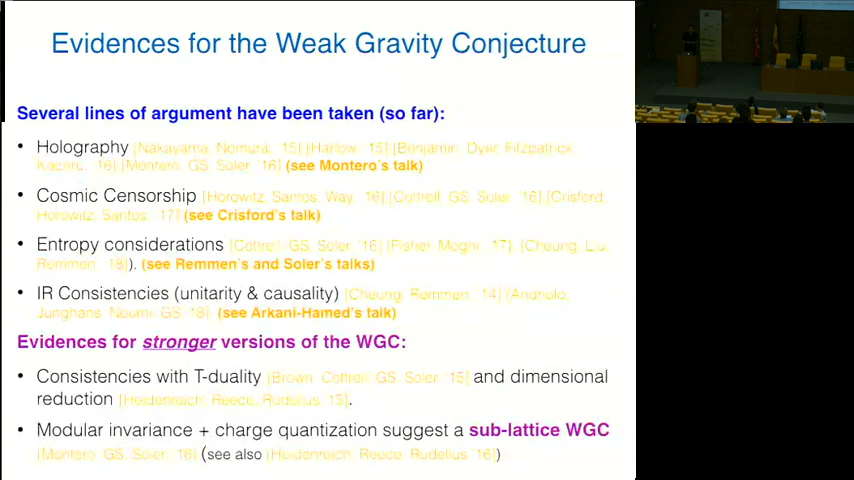 Evidences for the Weak Gravity Conjecture
Several lines of argument have been taken (so far):
• Holography [Nakayama, Nomura, '15] [Harlow, '15] [Benjamin, Dyer, Fitzpatrick,
Kachru, '16] [Montero, GS, Soler, '16] (see Montero's talk)
• Cosmic Censorship [Horowitz, Santos, Way, '16] [Cottrell, GS, Soler, '16] [Crisford,
Horowitz, Santos, '17] (see Crisford's talk)
• Entropy considerations [Cottrell, GS, Soler, '16] [Fisher, Mogni, '17], [Cheung, Liu,
Remmen, '18]). (see Remmen's and Soler's talks)
• IR Consistencies (unitarity & causality) [Cheung, Remmen, '14] [Andriolo,
Junghans, Noumi, GS, '18]. (see Arkani-Hamed's talk)
Evidences for stronger versions of the WGC:
• Consistencies with T-duality [Brown, Cottrell, GS, Soler, '15] and dimensional
reduction [Heidenreich, Reece, Rudelius, '15].
• Modular invariance + charge quantization suggest a sub-lattice WGC
[Montero, GS, Soler, '16] (see also [Heidenreich, Reece, Rudelius '16])